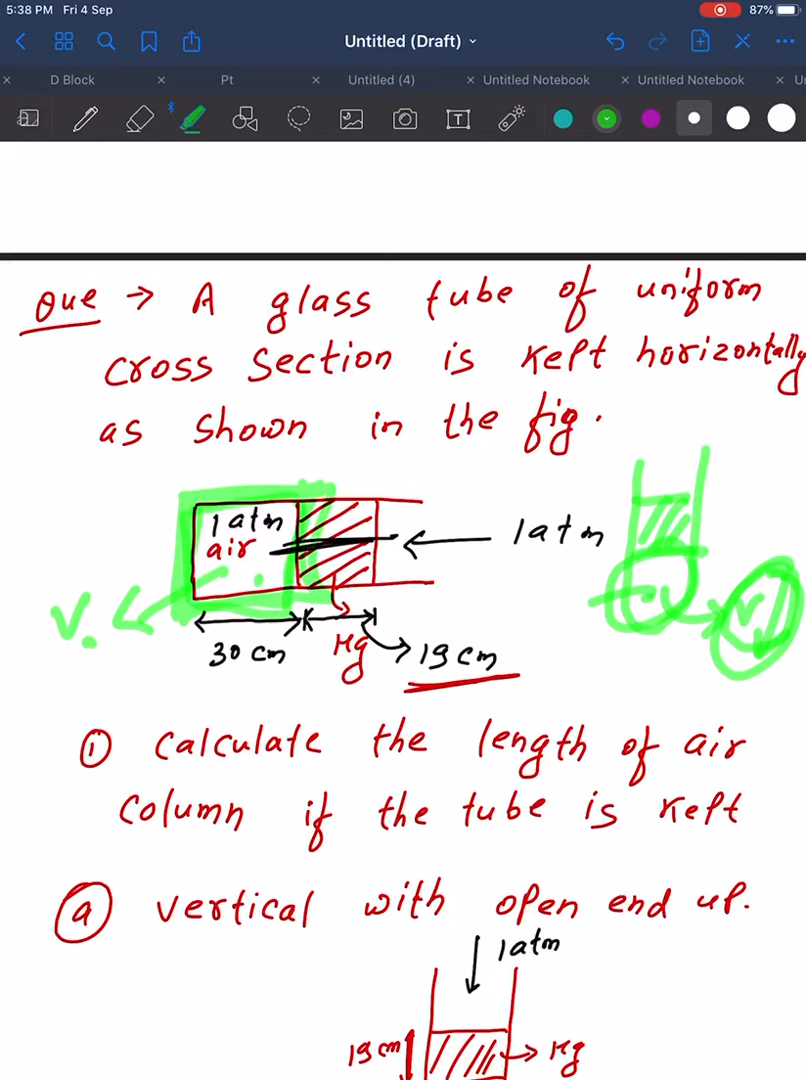 5:38 PM Fri 4 Sep
87%
Untitled (Draft)
D Block
Pt
Untitled (4)
Untitled Notebook
Untitled Notebook
T
Que → A glass tube of uniform
cross section is kept horizontally
as shown in the fig.
1 atm
air
1 atm
V.
V₁
30 cm
Hg
19 cm
① calculate the length of air
column if the tube is kept
ⓐ vertical with open end up.
1 atm
19 cm
Hg